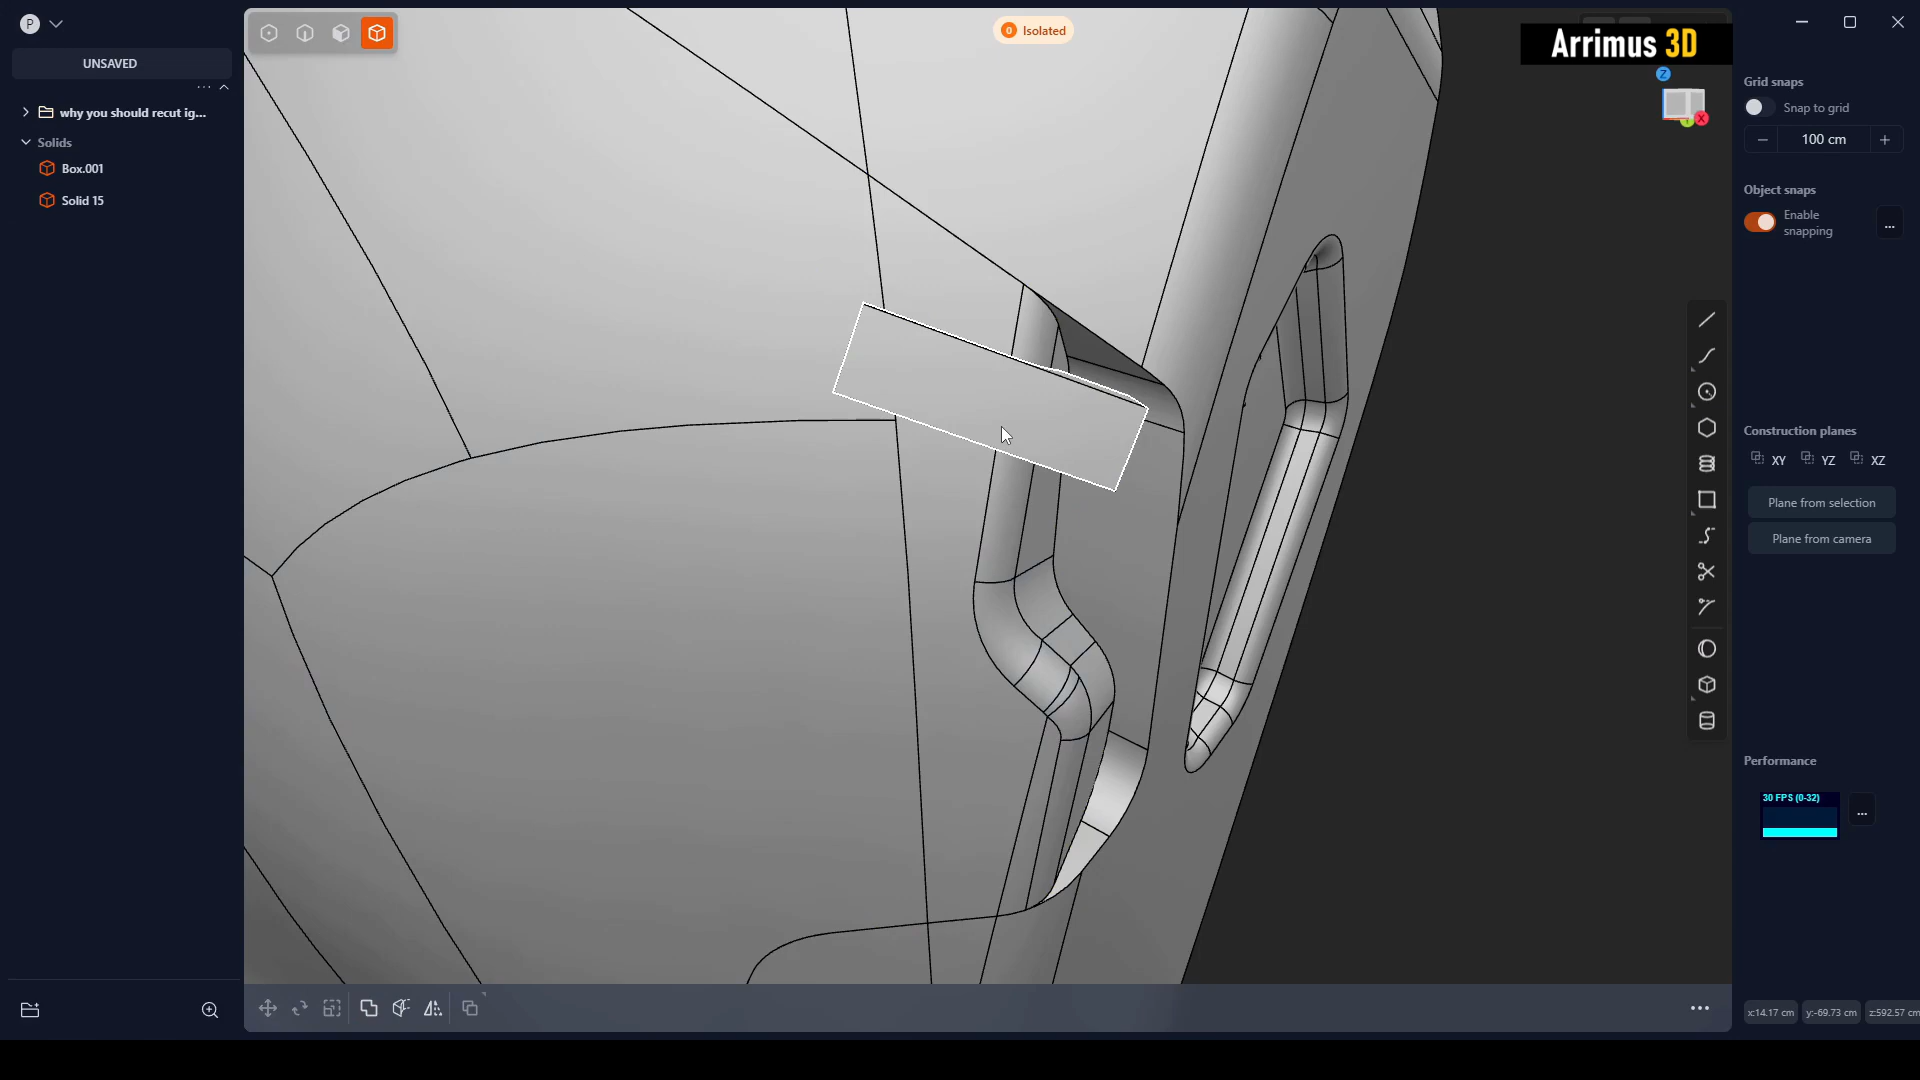 P
UNSAVED
why you should recut ig...
Solids
Box.001
Solid 15
Isolated
Arrimus 3D
Z
X
Grid snaps
Snap to grid
100 cm
Object snaps
Enable
snapping
...
Construction planes
XY YZ XZ
Plane from selection
Plane from camera
Performance
30 FPS (0-32)
...
x:14.17 cm y:-69.73 cm z:592.57 cm